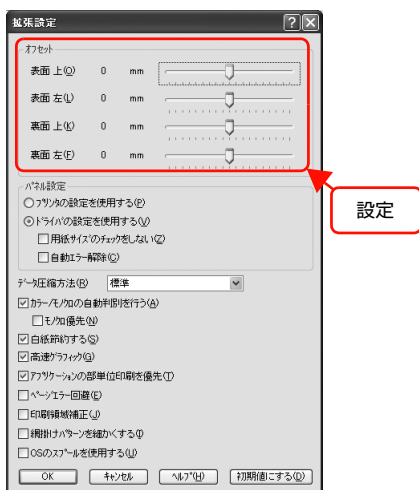 拡張設定
オフセット
表面 上(O) 0 mm
表面 左(L) 0 mm
裏面 上(K) 0 mm
裏面 左(F) 0 mm
設定
パネル設定
プリンタの設定を使用する(P)
ドライバの設定を使用する(V)
用紙サイズのチェックをしない(Z)
自動エラー解除(C)
データ圧縮方法(R) 標準
カラー/モノクロの自動判別を行う(A)
モノクロ優先(N)
白紙節約する(S)
高速グラフィック(G)
アプリケーションの部単位印刷を優先(T)
ページエラー回避(E)
印刷領域補正(J)
網掛けパターンを細かくする(I)
OSのスプールを使用する(U)
OK キャンセル ヘルプ(H) 初期値にする(D)